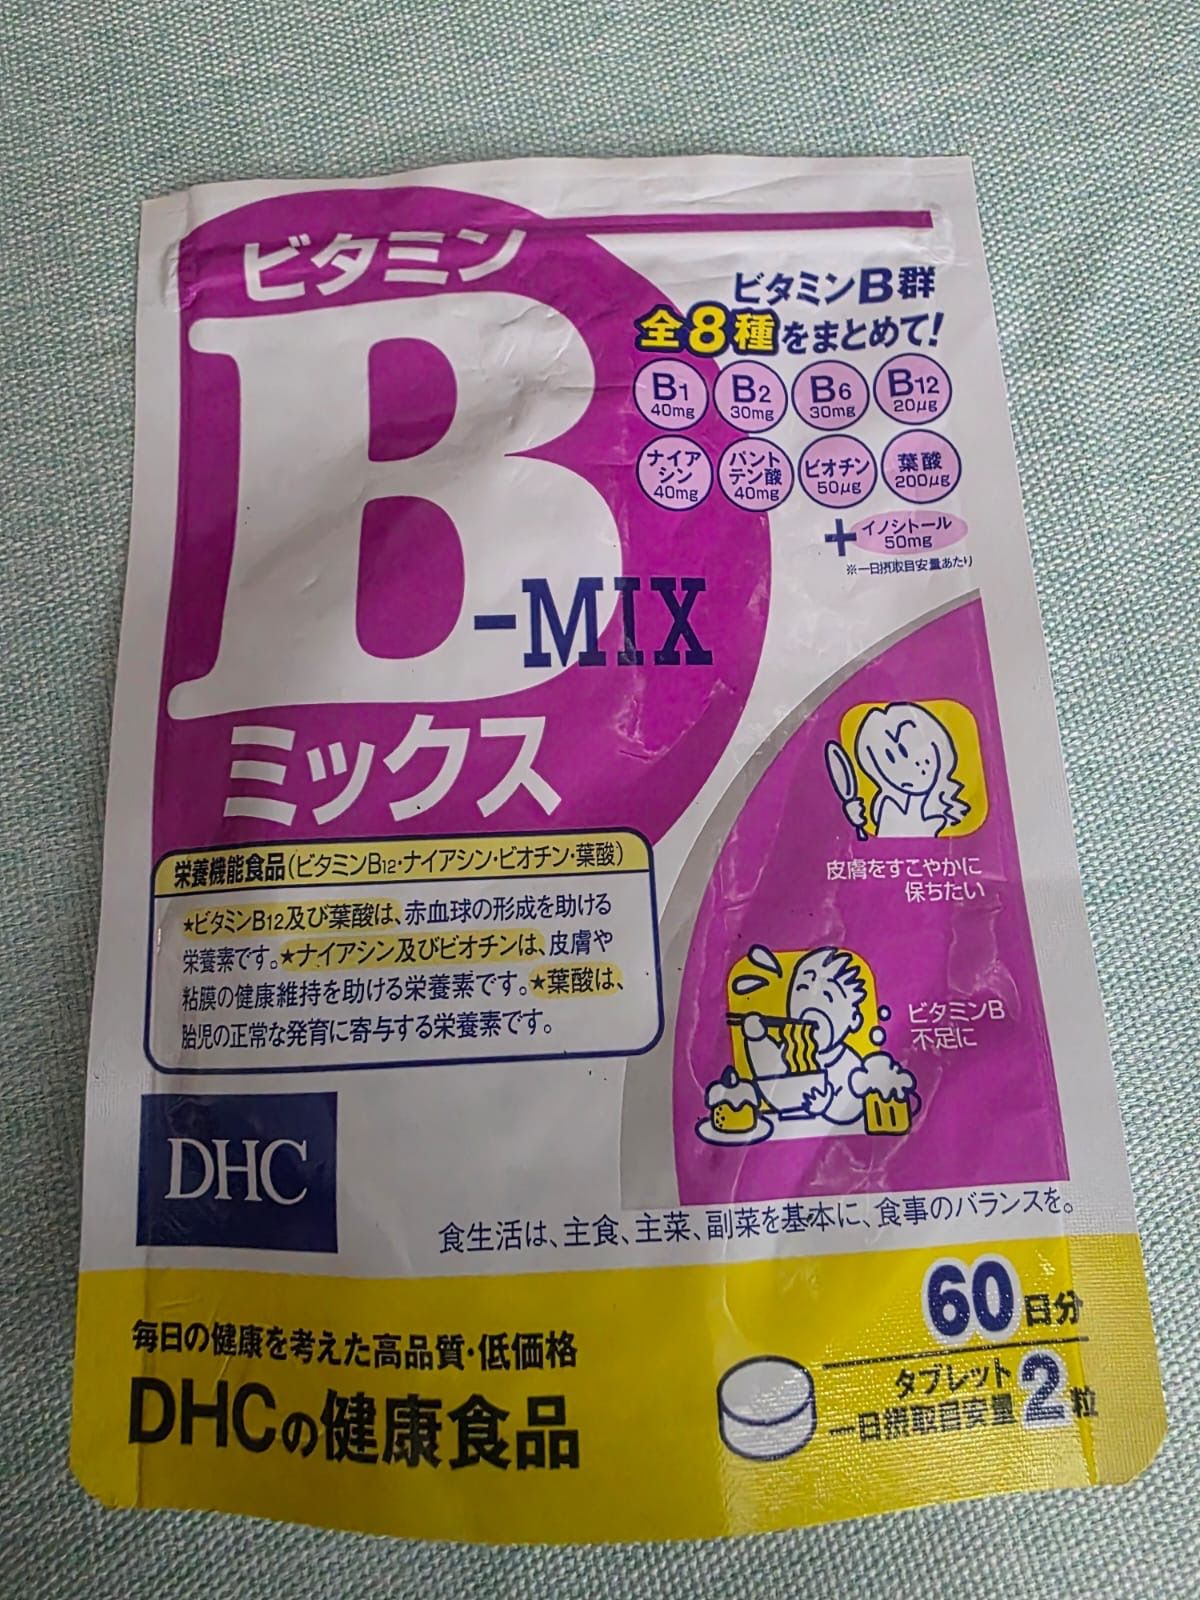 ビタミン
B
-MIX
ミックス
ビタミンB群
全8種をまとめて!
B1 40mg
B2 30mg
B6 30mg
B12 20μg
ナイアシン 40mg
パントテン酸 40mg
ビオチン 50μg
葉酸 200μg
+イノシトール 50mg
※一日摂取目安量あたり
皮膚をすこやかに
保ちたい
栄養機能食品(ビタミンB12・ナイアシン・ビオチン・葉酸)
★ビタミンB12及び葉酸は、赤血球の形成を助ける
栄養素です。★ナイアシン及びビオチンは、皮膚や
粘膜の健康維持を助ける栄養素です。★葉酸は、
胎児の正常な発育に寄与する栄養素です。
ビタミンB
不足に
DHC
食生活は、主食、主菜、副菜を基本に、食事のバランスを。
毎日の健康を考えた高品質・低価格
DHCの健康食品
60日分
タブレット
一日摂取目安量2粒